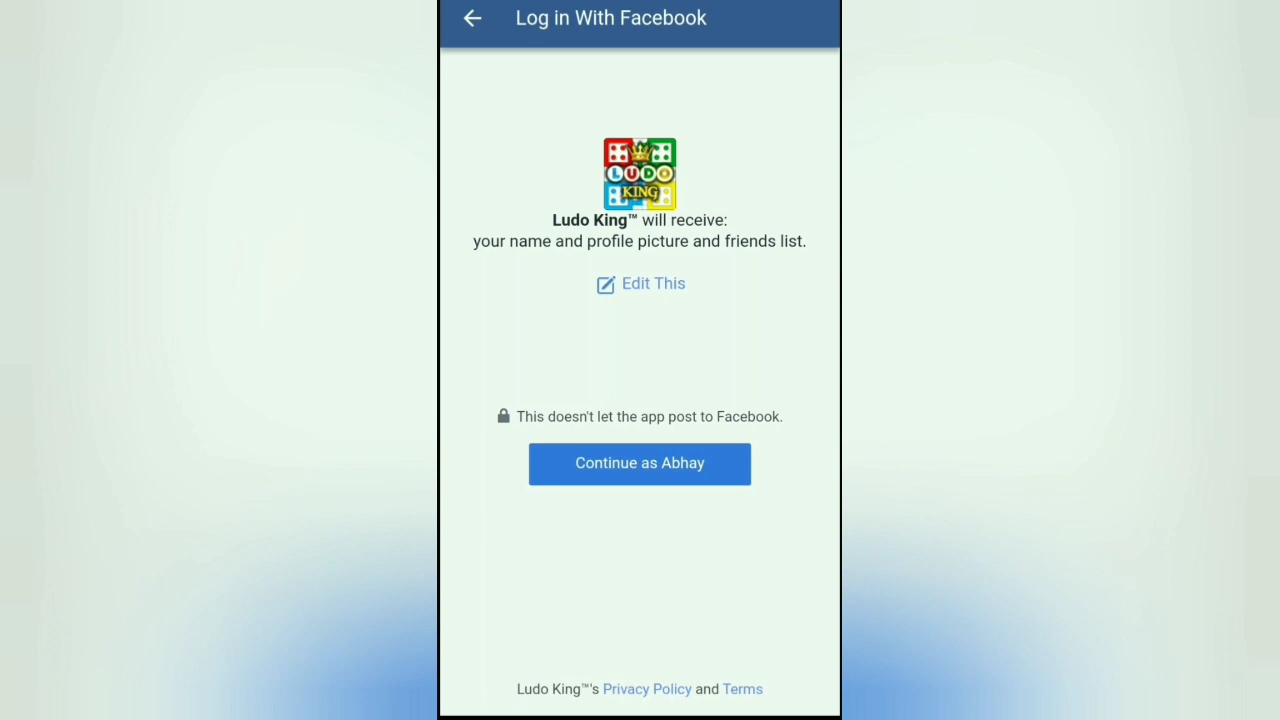 Log in With Facebook
LUDO
KING
Ludo King™ will receive:
your name and profile picture and friends list.
Edit This
This doesn't let the app post to Facebook.
Continue as Abhay
Ludo King™'s Privacy Policy and Terms